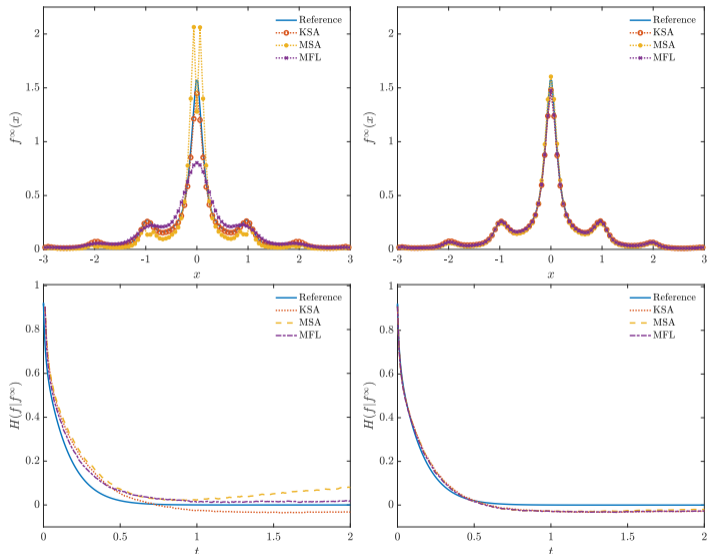 2
1.5
1
0.5
0
f^∞(x)
-3 -2 -1 0 1 2 3
x
Reference
KSA
MSA
MFL
2
1.5
1
0.5
0
f^∞(x)
-3 -2 -1 0 1 2 3
x
Reference
KSA
MSA
MFL
1
0.8
0.6
0.4
0.2
0
H(f|f^∞)
0 0.5 1 1.5 2
t
Reference
KSA
MSA
MFL
1
0.8
0.6
0.4
0.2
0
H(f|f^∞)
0 0.5 1 1.5 2
t
Reference
KSA
MSA
MFL